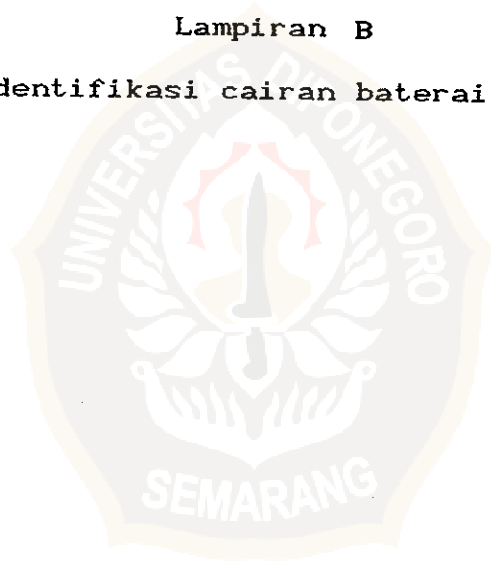 Lampiran B
dentifikasi cairan baterai
UNIVERSITAS DIPONEGORO
SEMARANG